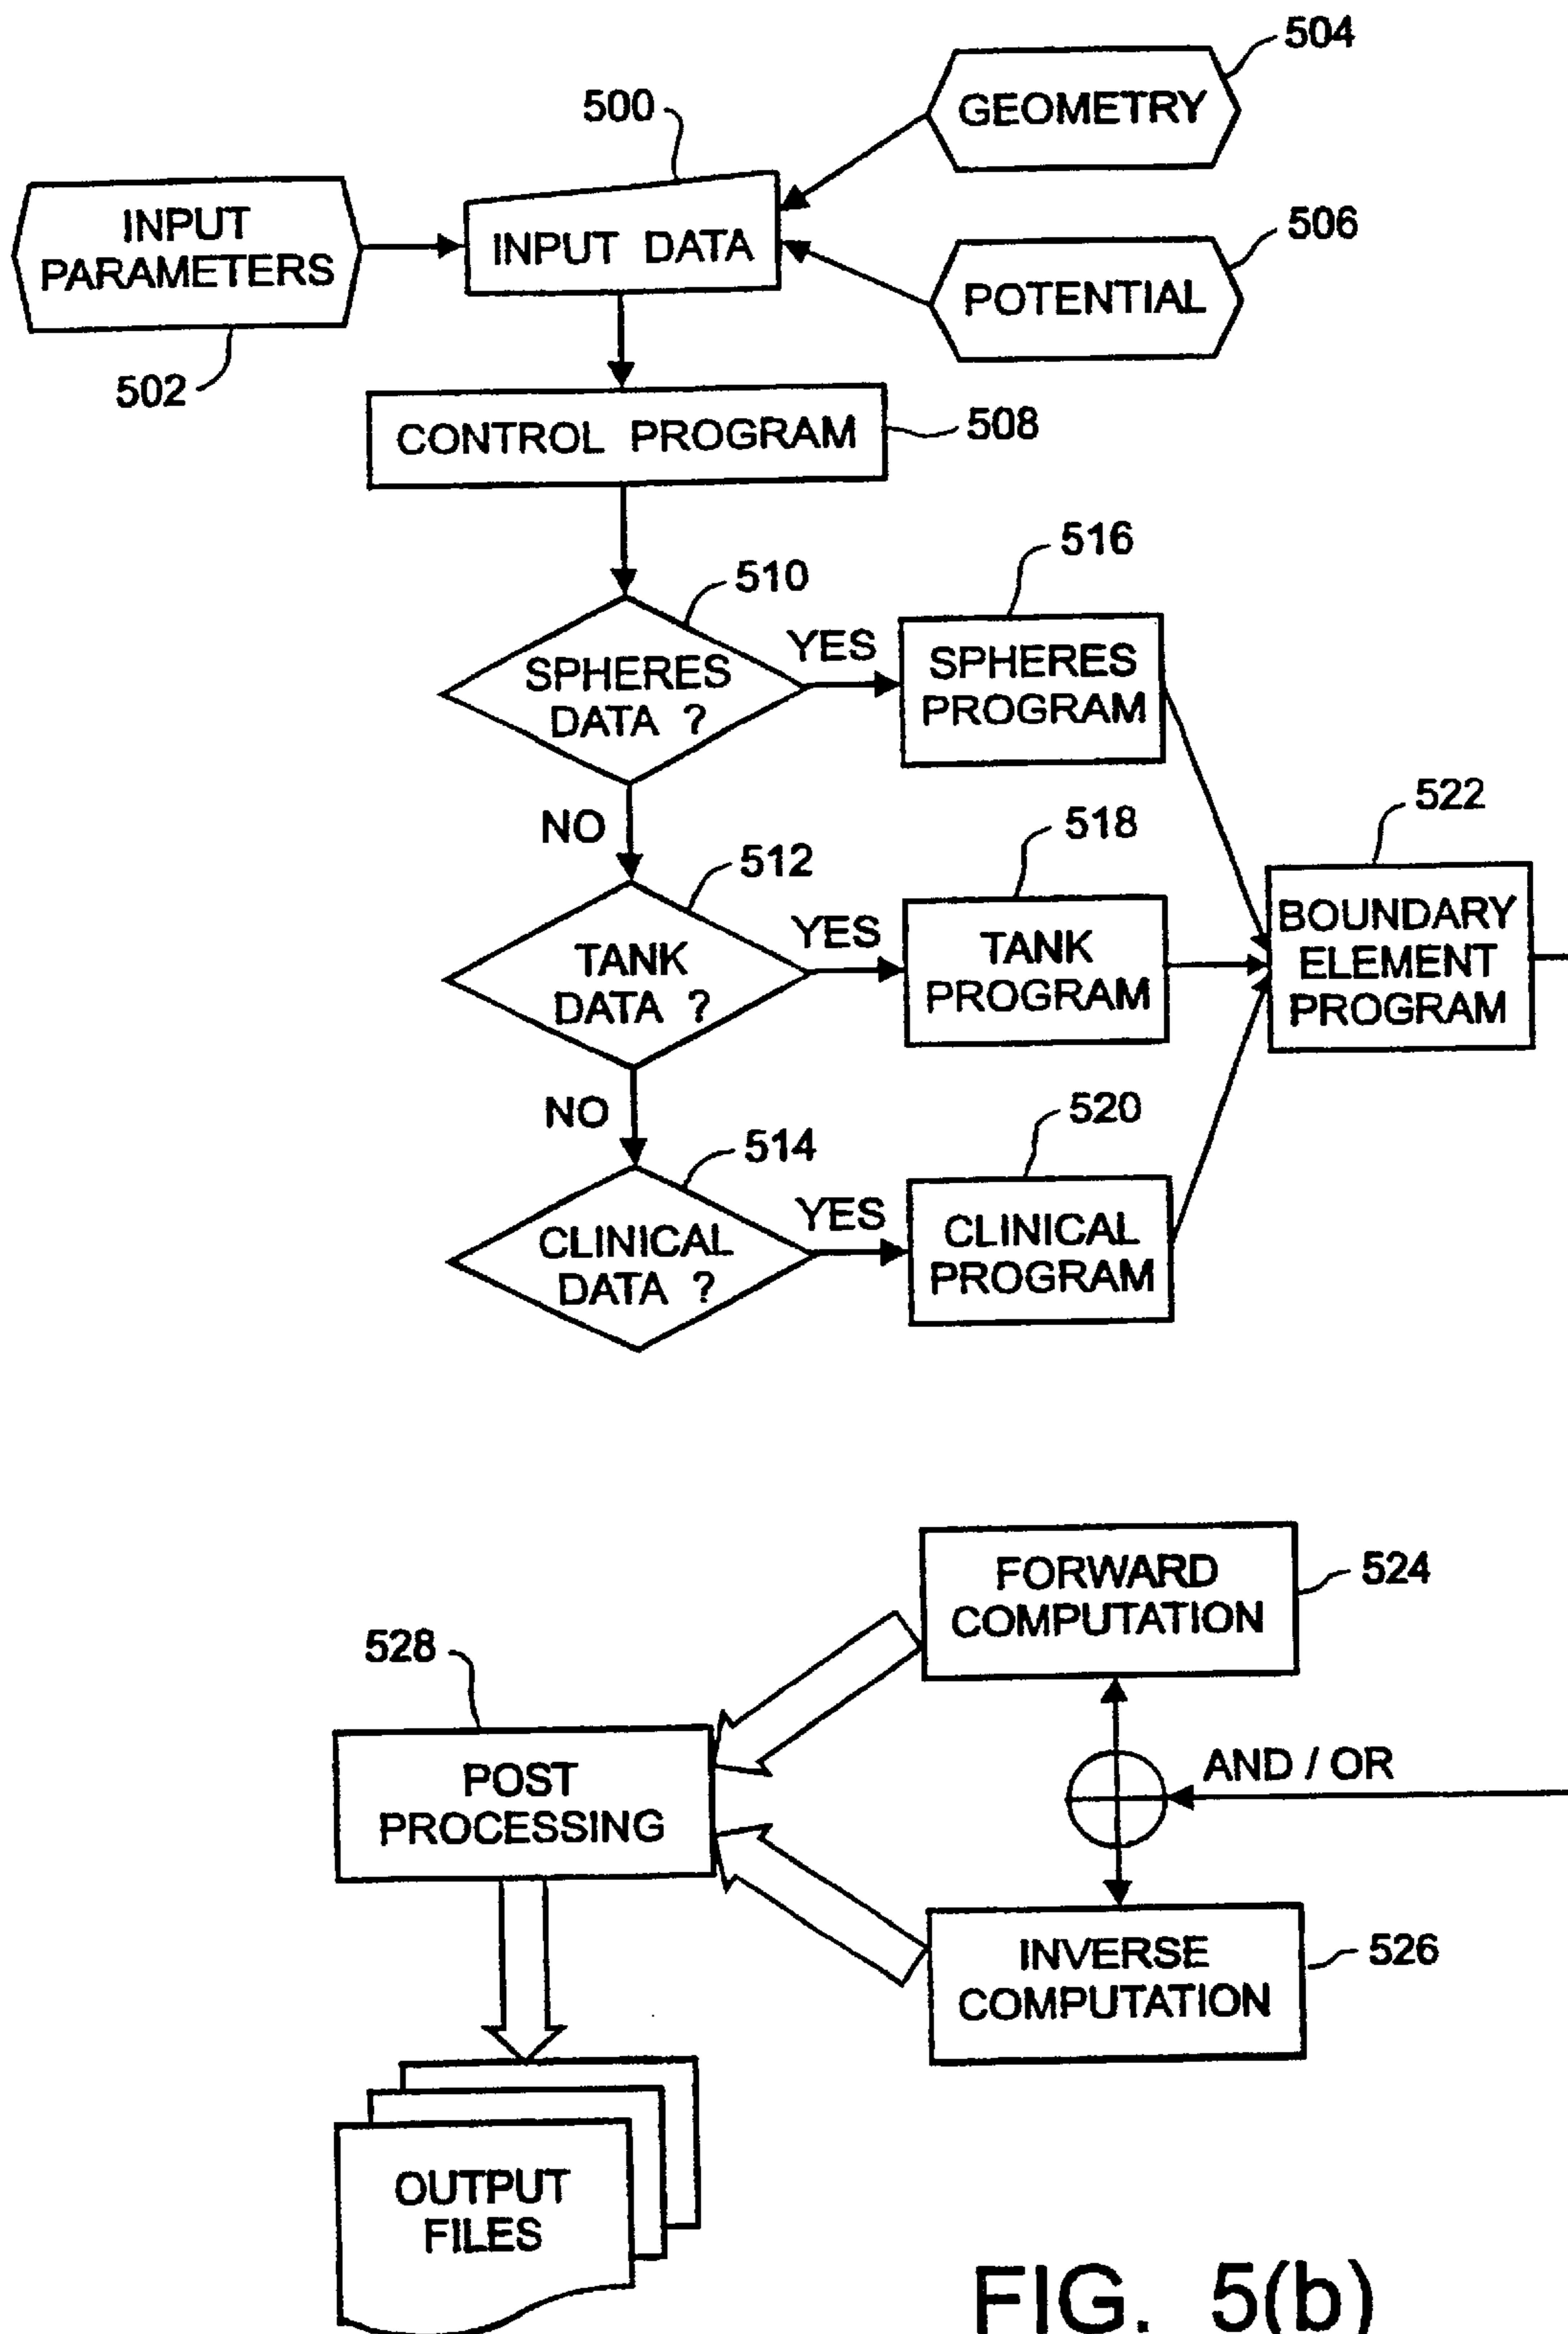 504
GEOMETRY
500
INPUT
PARAMETERS
INPUT DATA
506
POTENTIAL
502
CONTROL PROGRAM
508
516
510
YES
SPHERES
DATA ?
SPHERES
PROGRAM
NO
522
518
512
YES
TANK
DATA ?
TANK
PROGRAM
BOUNDARY
ELEMENT
PROGRAM
NO
520
514
YES
CLINICAL
DATA ?
CLINICAL
PROGRAM
FORWARD
COMPUTATION
524
528
POST
PROCESSING
AND / OR
INVERSE
COMPUTATION
526
OUTPUT
FILES
FIG. 5(b)